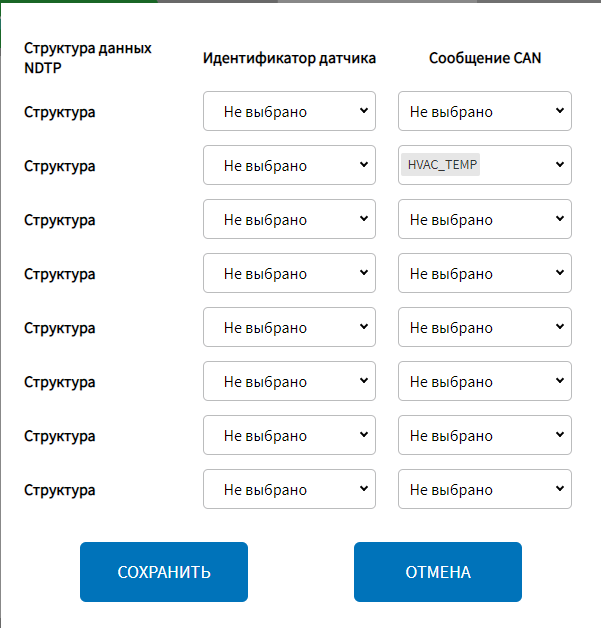 Структура данных
NDTP
Идентификатор датчика
Сообщение CAN
Структура
Не выбрано
Не выбрано
Структура
Не выбрано
HVAC_TEMP
Структура
Не выбрано
Не выбрано
Структура
Не выбрано
Не выбрано
Структура
Не выбрано
Не выбрано
Структура
Не выбрано
Не выбрано
Структура
Не выбрано
Не выбрано
Структура
Не выбрано
Не выбрано
СОХРАНИТЬ
ОТМЕНА